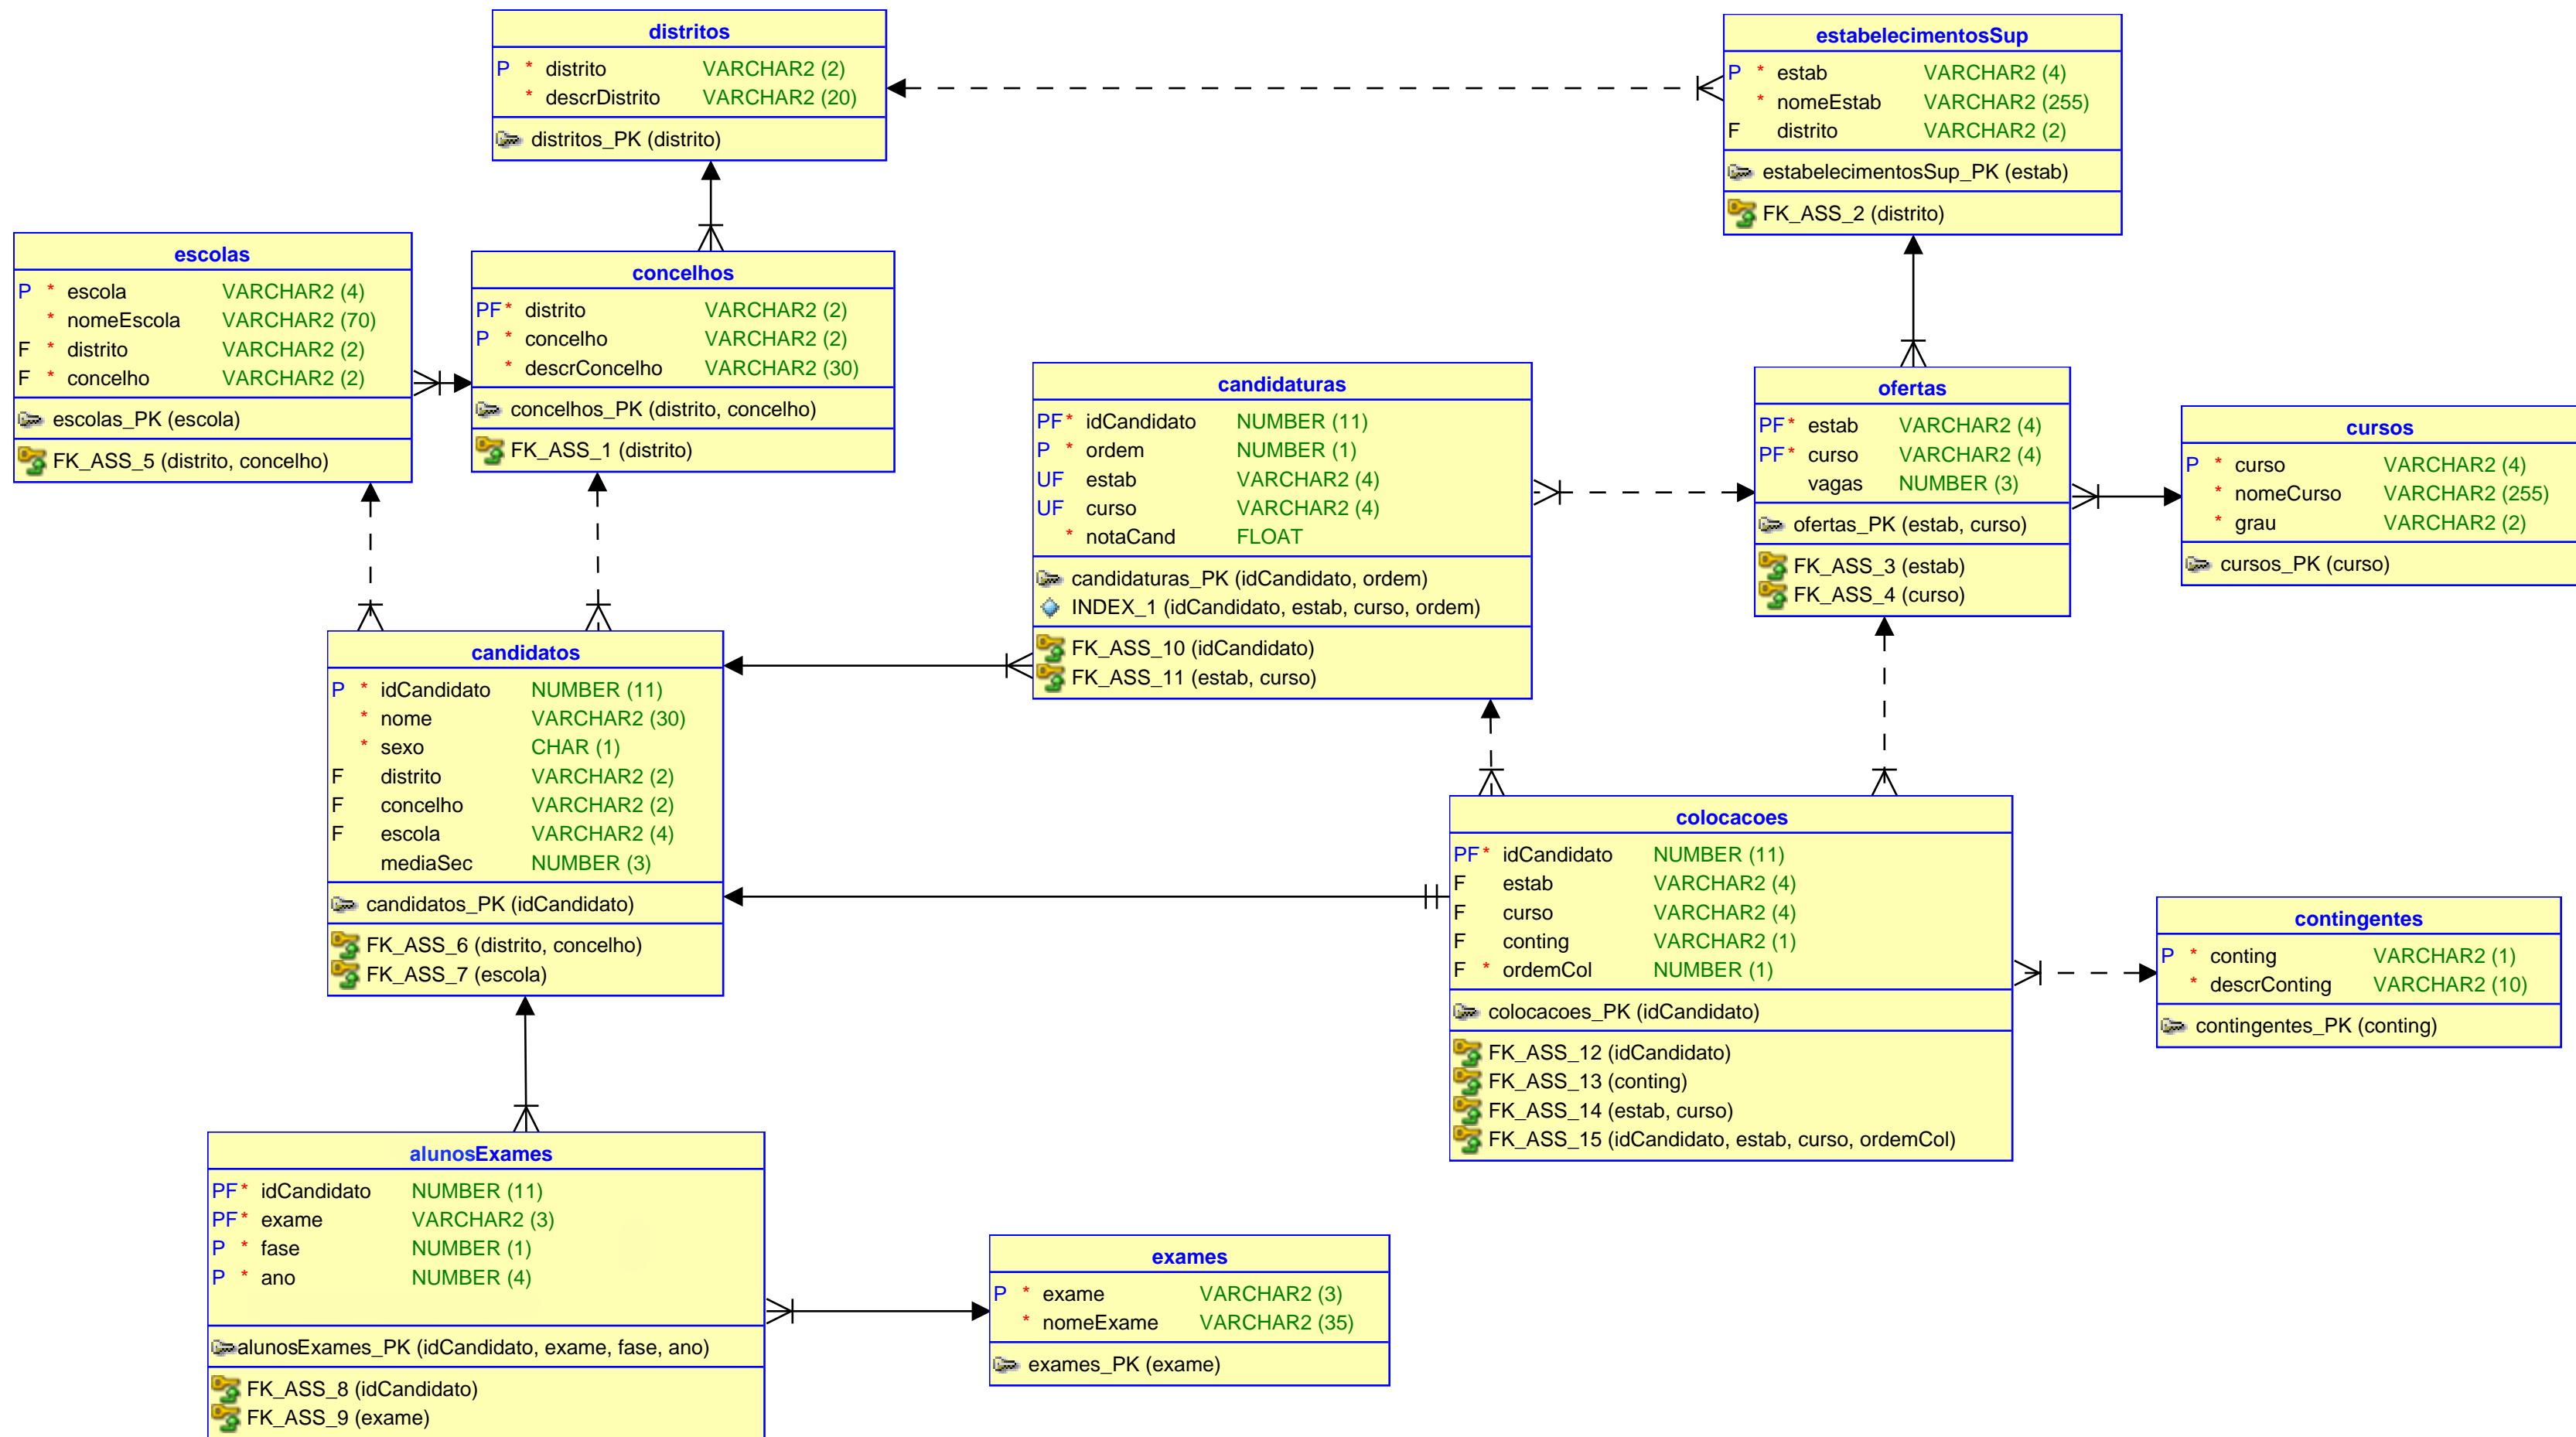 distritos
P * distrito VARCHAR2 (2)
* descrDistrito VARCHAR2 (20)
distritos_PK (distrito)
estabelecimentosSup
P * estab VARCHAR2 (4)
* nomeEstab VARCHAR2 (255)
F distrito VARCHAR2 (2)
estabelecimentosSup_PK (estab)
FK_ASS_2 (distrito)
escolas
P * escola VARCHAR2 (4)
* nomeEscola VARCHAR2 (70)
F * distrito VARCHAR2 (2)
F * concelho VARCHAR2 (2)
escolas_PK (escola)
FK_ASS_5 (distrito, concelho)
concelhos
PF * distrito VARCHAR2 (2)
P * concelho VARCHAR2 (2)
* descrConcelho VARCHAR2 (30)
concelhos_PK (distrito, concelho)
FK_ASS_1 (distrito)
candidaturas
PF * idCandidato NUMBER (11)
P * ordem NUMBER (1)
UF estab VARCHAR2 (4)
UF curso VARCHAR2 (4)
* notaCand FLOAT
candidaturas_PK (idCandidato, ordem)
INDEX_1 (idCandidato, estab, curso, ordem)
FK_ASS_10 (idCandidato)
FK_ASS_11 (estab, curso)
ofertas
PF * estab VARCHAR2 (4)
PF * curso VARCHAR2 (4)
vagas NUMBER (3)
ofertas_PK (estab, curso)
FK_ASS_3 (estab)
FK_ASS_4 (curso)
cursos
P * curso VARCHAR2 (4)
* nomeCurso VARCHAR2 (255)
* grau VARCHAR2 (2)
cursos_PK (curso)
candidatos
P * idCandidato NUMBER (11)
* nome VARCHAR2 (30)
* sexo CHAR (1)
F distrito VARCHAR2 (2)
F concelho VARCHAR2 (2)
F escola VARCHAR2 (4)
mediaSec NUMBER (3)
candidatos_PK (idCandidato)
FK_ASS_6 (distrito, concelho)
FK_ASS_7 (escola)
colocacoes
PF * idCandidato NUMBER (11)
F estab VARCHAR2 (4)
F curso VARCHAR2 (4)
F conting VARCHAR2 (1)
F * ordemCol NUMBER (1)
colocacoes_PK (idCandidato)
FK_ASS_12 (idCandidato)
FK_ASS_13 (conting)
FK_ASS_14 (estab, curso)
FK_ASS_15 (idCandidato, estab, curso, ordemCol)
contingentes
P * conting VARCHAR2 (1)
* descrConting VARCHAR2 (10)
contingentes_PK (conting)
alunosExames
PF * idCandidato NUMBER (11)
PF * exame VARCHAR2 (3)
P * fase NUMBER (1)
P * ano NUMBER (4)
alunosExames_PK (idCandidato, exame, fase, ano)
FK_ASS_8 (idCandidato)
FK_ASS_9 (exame)
exames
P * exame VARCHAR2 (3)
* nomeExame VARCHAR2 (35)
exames_PK (exame)